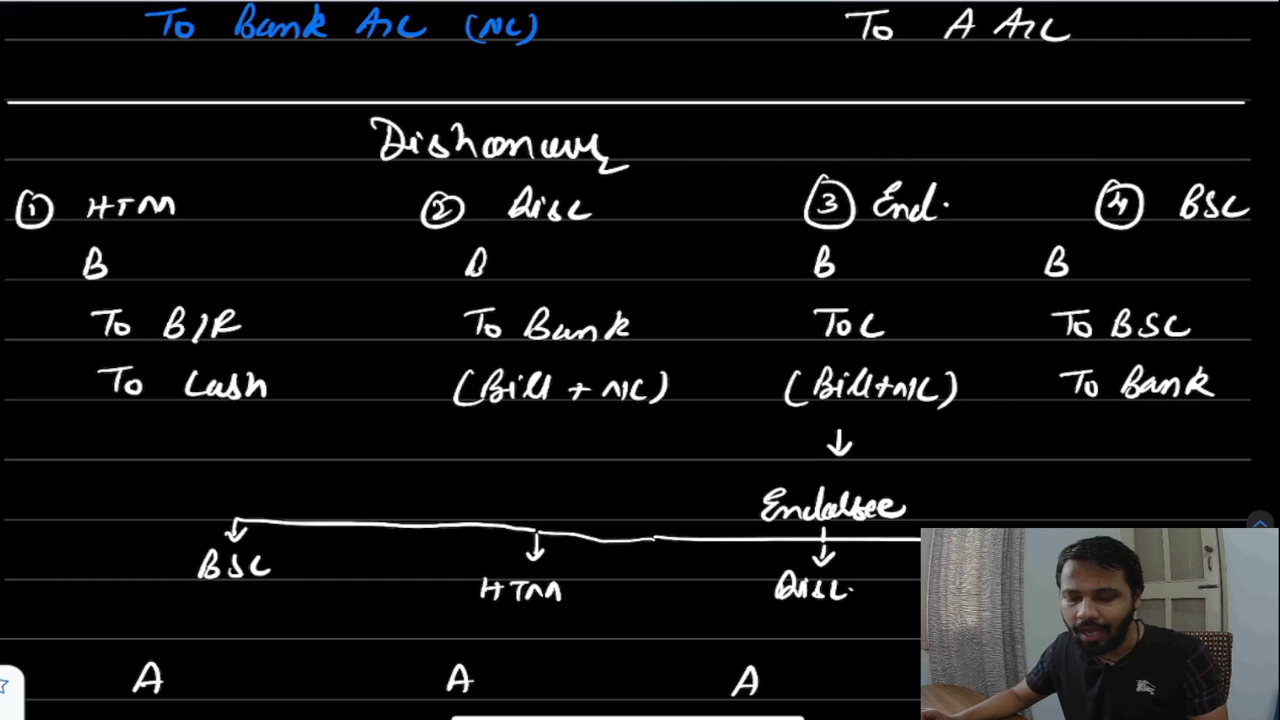 To Bank A/C (NC) To A A/C
Dishonour
① HTM ② Disc ③ End. ④ BSC
B B B B
To B/R To Bank To C To BSC
To Cash (Bill + N/C) (Bill+N/C) To Bank
Endorsee
BSC HTM Disc.
A A A